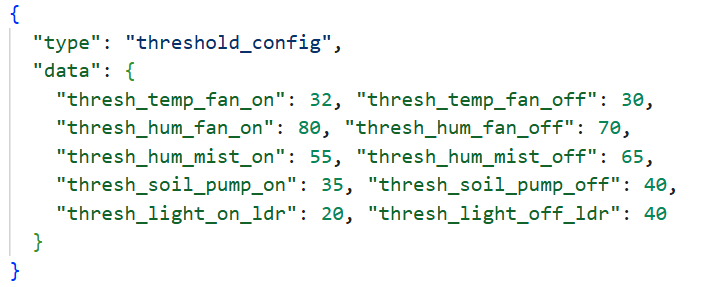 {
"type": "threshold_config",
"data": {
"thresh_temp_fan_on": 32, "thresh_temp_fan_off": 30,
"thresh_hum_fan_on": 80, "thresh_hum_fan_off": 70,
"thresh_hum_mist_on": 55, "thresh_hum_mist_off": 65,
"thresh_soil_pump_on": 35, "thresh_soil_pump_off": 40,
"thresh_light_on_ldr": 20, "thresh_light_off_ldr": 40
}
}